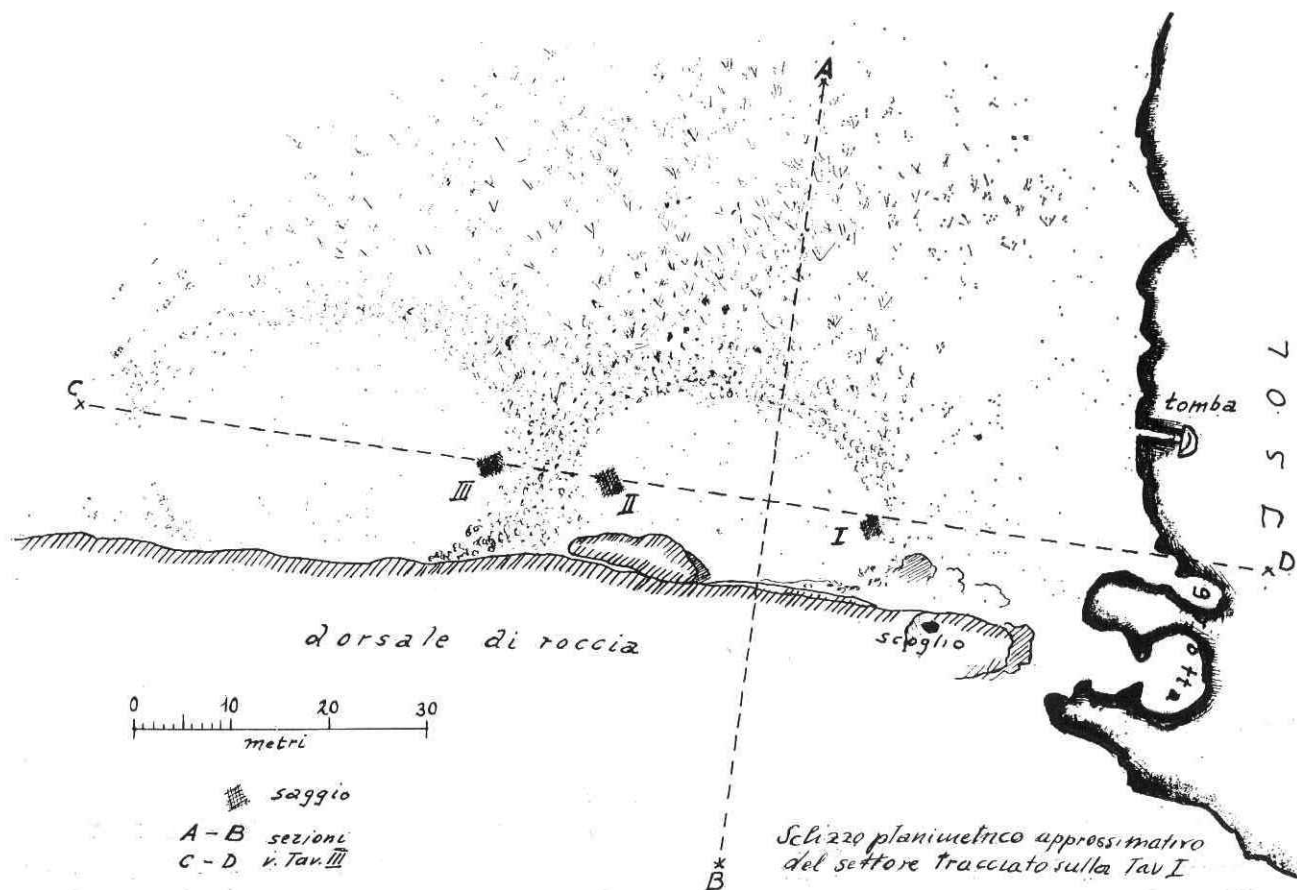 A
C
tomba
III
II
I
D
grotta
scoglio
dorsale di roccia
0 10 20 30
metri
saggio
A - B sezioni
C - D v. Tav. III
B
Schizzo planimetrico approssimativo
del settore tracciato sulla Tav I